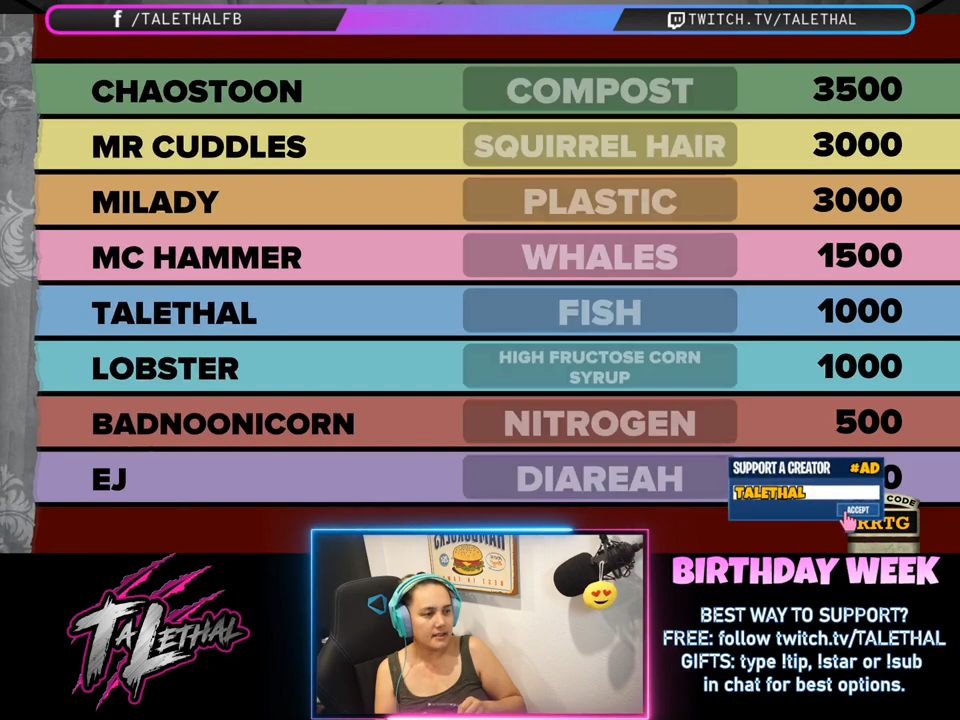 /TALETHALFB
TWITCH.TV/TALETHAL
CHAOSTOON COMPOST 3500
MR CUDDLES SQUIRREL HAIR 3000
MILADY PLASTIC 3000
MC HAMMER WHALES 1500
TALETHAL FISH 1000
LOBSTER HIGH FRUCTOSE CORN
SYRUP 1000
BADNOONICORN NITROGEN 500
EJ DIAREAH 0
SUPPORT A CREATOR #AD
TALETHAL
ACCEPT
CODE
RRTG
TALETHAL
BIRTHDAY WEEK
BEST WAY TO SUPPORT?
FREE: follow twitch.tv/TALETHAL
GIFTS: type !tip, !star or !sub
in chat for best options.